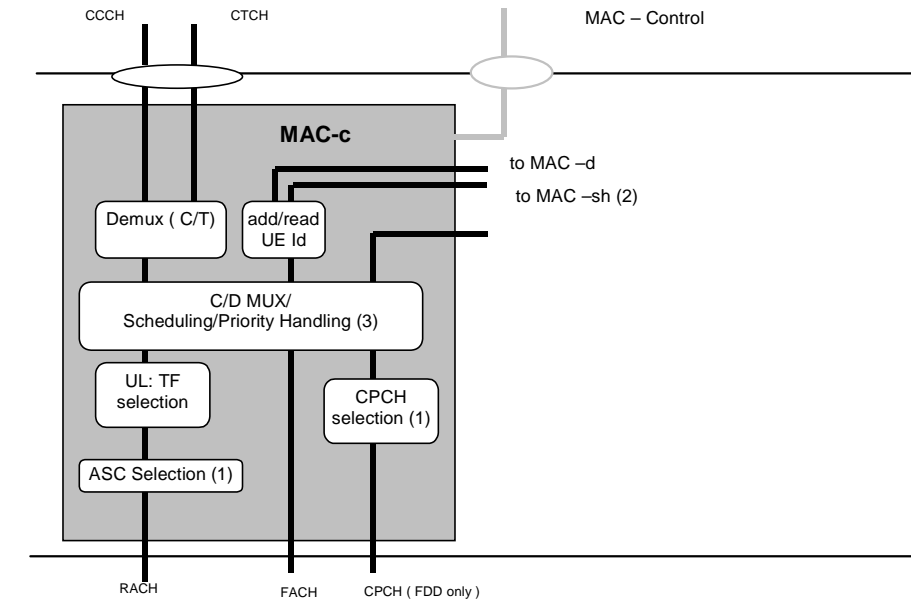 CCCH
CTCH
MAC – Control
MAC-c
to MAC –d
to MAC –sh (2)
Demux ( C/T)
add/read
UE Id
C/D MUX/
Scheduling/Priority Handling (3)
UL: TF
selection
CPCH
selection (1)
ASC Selection (1)
RACH
FACH
CPCH ( FDD only )